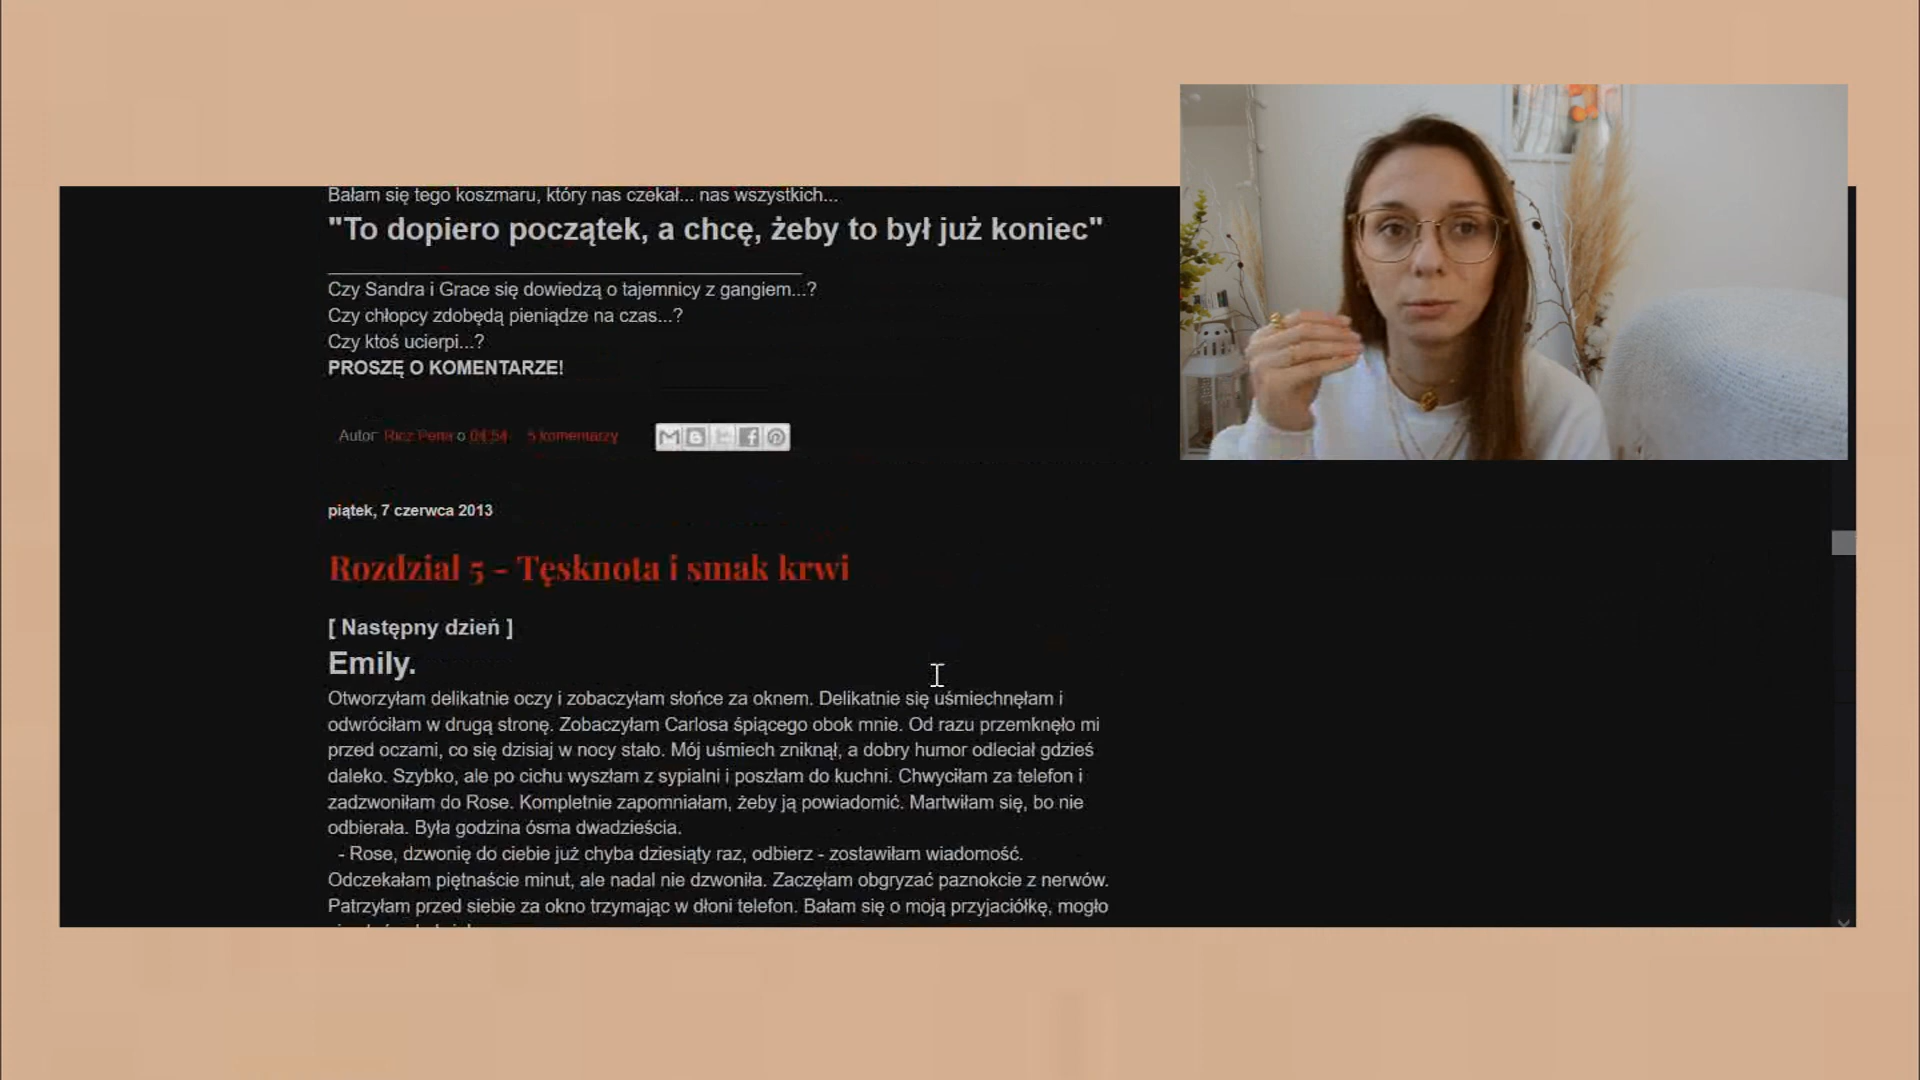 Bałam się tego koszmaru, który nas czekał... nas wszystkich...
"To dopiero początek, a chcę, żeby to był już koniec"
Czy Sandra i Grace się dowiedzą o tajemnicy z gangiem...?
Czy chłopcy zdobędą pieniądze na czas...?
Czy ktoś ucierpi...?
PROSZĘ O KOMENTARZE!
Autor: Ricz Pena o 04:54 5 komentarzy
piątek, 7 czerwca 2013
Rozdział 5 - Tęsknota i smak krwi
[ Następny dzień ]
Emily.
Otworzyłam delikatnie oczy i zobaczyłam słońce za oknem. Delikatnie się uśmiechnęłam i
odwróciłam w drugą stronę. Zobaczyłam Carlosa śpiącego obok mnie. Od razu przemknęło mi
przed oczami, co się dzisiaj w nocy stało. Mój uśmiech zniknął, a dobry humor odleciał gdzieś
daleko. Szybko, ale po cichu wyszłam z sypialni i poszłam do kuchni. Chwyciłam za telefon i
zadzwoniłam do Rose. Kompletnie zapomniałam, żeby ją powiadomić. Martwiłam się, bo nie
odbierała. Była godzina ósma dwadzieścia.
- Rose, dzwonię do ciebie już chyba dziesiąty raz, odbierz - zostawiłam wiadomość.
Odczekałam piętnaście minut, ale nadal nie dzwoniła. Zaczęłam obgryzać paznokcie z nerwów.
Patrzyłam przed siebie za okno trzymając w dłoni telefon. Bałam się o moją przyjaciółkę, mogło